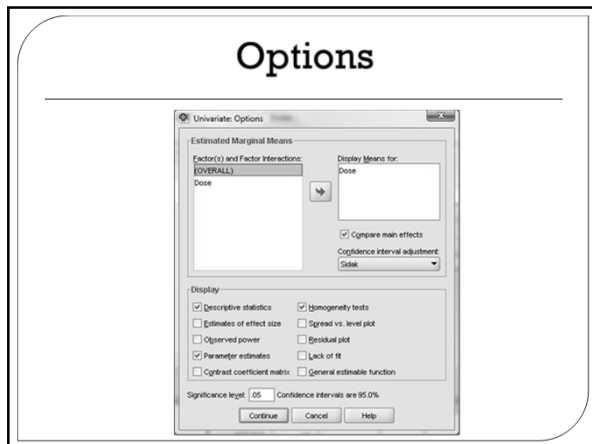 Options
Univariate: Options
Estimated Marginal Means
Factor(s) and Factor Interactions:
(OVERALL)
Dose
Display Means for:
Dose
Compare main effects
Confidence interval adjustment:
Sidak
Display
Descriptive statistics
Homogeneity tests
Estimates of effect size
Spread vs. level plot
Observed power
Residual plot
Parameter estimates
Lack of fit
Contrast coefficient matrix
General estimable function
Significance level: .05 Confidence intervals are 95.0%
Continue Cancel Help